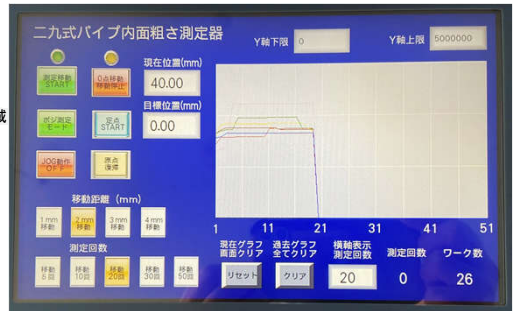 二九式パイプ内面粗さ測定器
Y軸下限
0
Y軸上限
5000000
測定移動
START
0点移動
移動停止
現在位置(mm)
40.00
ポジ測定
モード
定点
START
目標位置(mm)
0.00
JOG動作
OFF
原点
復帰
移動距離 (mm)
1mm
移動
2mm
移動
3mm
移動
4mm
移動
測定回数
移動
10回
移動
20回
移動
30回
移動
50回
1 11 21 31 41 51
現在グラフ
画面クリア
過去グラフ
全てクリア
横軸表示
測定回数
測定回数
ワーク数
リセット
クリア
20
0
26